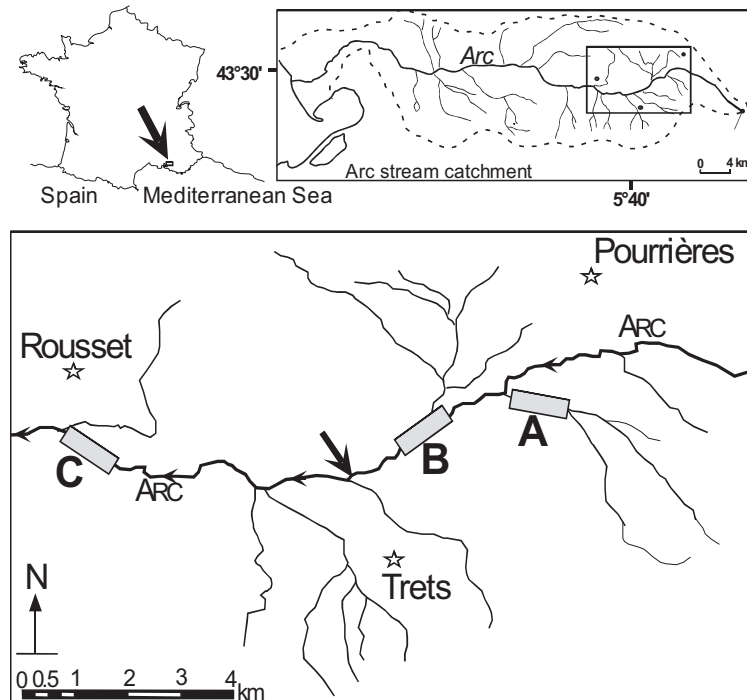 43°30'
Arc
Spain
Mediterranean Sea
Arc stream catchment
0 4 km
5°40'
Pourrières
ARC
Rousset
A
B
C
ARC
Trets
N
0 0.5 1 2 3 4
km